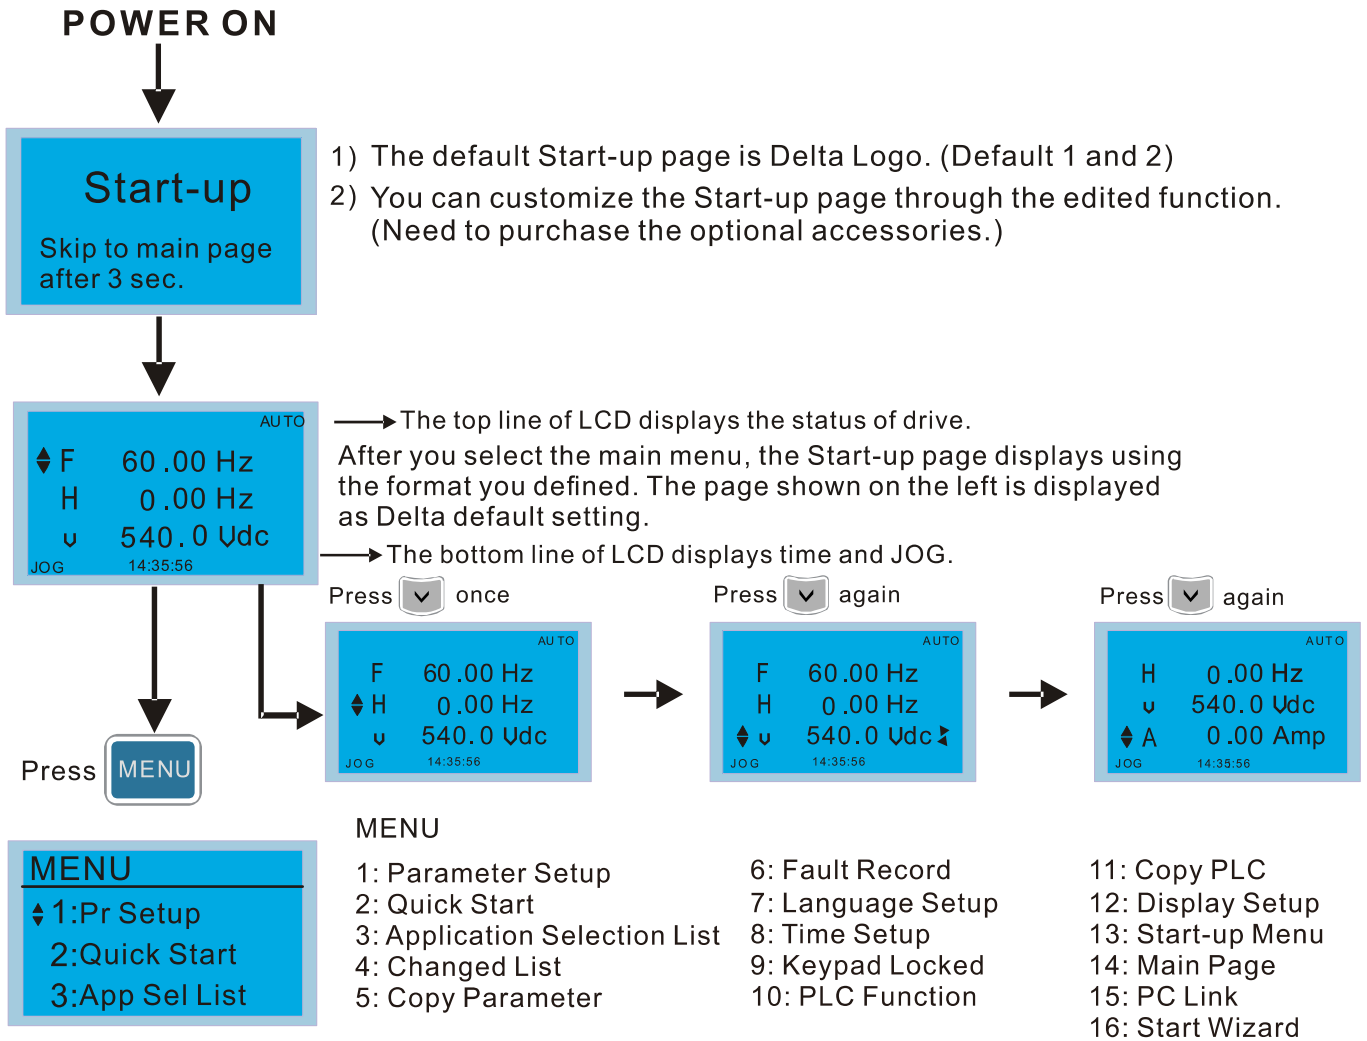 POWER ON
Start-up
Skip to main page
after 3 sec.
1) The default Start-up page is Delta Logo. (Default 1 and 2)
2) You can customize the Start-up page through the edited function.
(Need to purchase the optional accessories.)
AUTO
F 60.00 Hz
H 0.00 Hz
v 540.0 Vdc
JOG 14:35:56
The top line of LCD displays the status of drive.
After you select the main menu, the Start-up page displays using
the format you defined. The page shown on the left is displayed
as Delta default setting.
The bottom line of LCD displays time and JOG.
Press once
AUTO
F 60.00 Hz
H 0.00 Hz
v 540.0 Vdc
JOG 14:35:56
Press again
AUTO
F 60.00 Hz
H 0.00 Hz
v 540.0 Vdc
JOG 14:35:56
Press again
AUTO
H 0.00 Hz
v 540.0 Vdc
A 0.00 Amp
JOG 14:35:56
Press MENU
MENU
1:Pr Setup
2:Quick Start
3:App Sel List
MENU
1: Parameter Setup
2: Quick Start
3: Application Selection List
4: Changed List
5: Copy Parameter
6: Fault Record
7: Language Setup
8: Time Setup
9: Keypad Locked
10: PLC Function
11: Copy PLC
12: Display Setup
13: Start-up Menu
14: Main Page
15: PC Link
16: Start Wizard